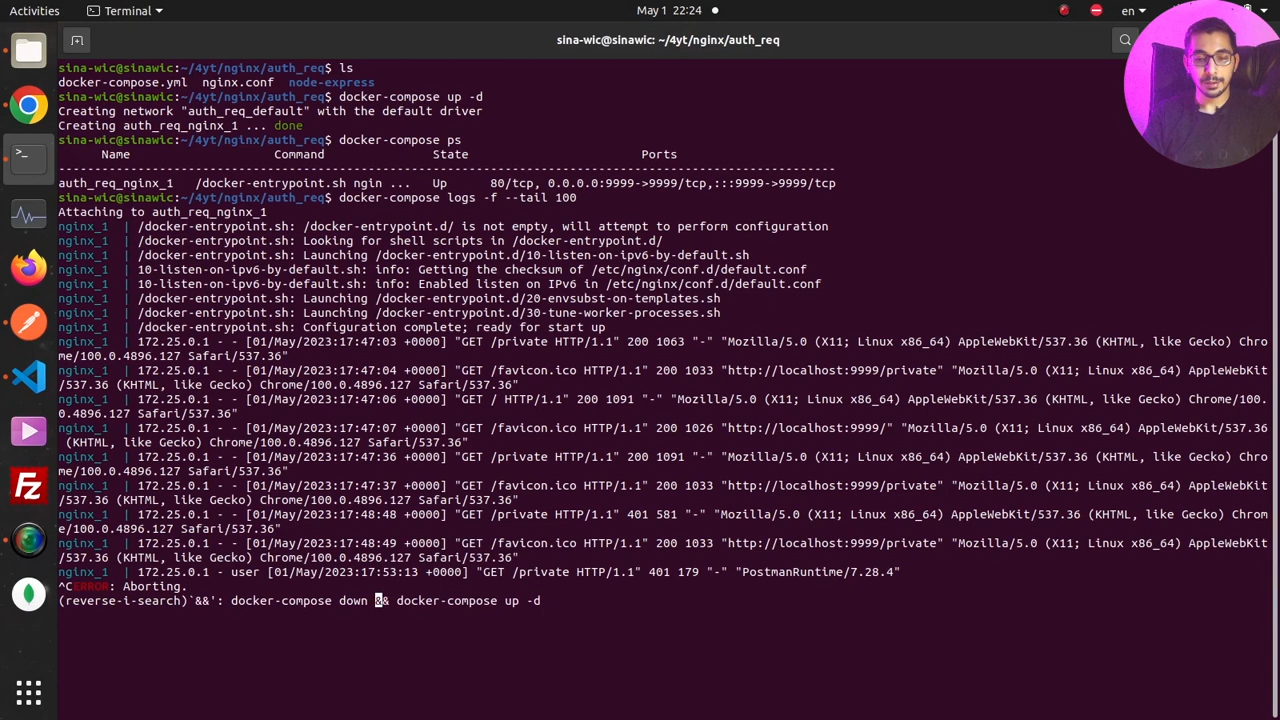 Activities
Terminal
May 1 22:24
en
sina-wic@sinawic: ~/4yt/nginx/auth_req
sina-wic@sinawic:~/4yt/nginx/auth_req$ ls
docker-compose.yml nginx.conf node-express
sina-wic@sinawic:~/4yt/nginx/auth_req$ docker-compose up -d
Creating network "auth_req_default" with the default driver
Creating auth_req_nginx_1 ... done
sina-wic@sinawic:~/4yt/nginx/auth_req$ docker-compose ps
Name Command State Ports
-----------------------------------------------------------------------------------------------------------
auth_req_nginx_1 /docker-entrypoint.sh ngin ... Up 80/tcp, 0.0.0.0:9999->9999/tcp,:::9999->9999/tcp
sina-wic@sinawic:~/4yt/nginx/auth_req$ docker-compose logs -f --tail 100
Attaching to auth_req_nginx_1
nginx_1 | /docker-entrypoint.sh: /docker-entrypoint.d/ is not empty, will attempt to perform configuration
nginx_1 | /docker-entrypoint.sh: Looking for shell scripts in /docker-entrypoint.d/
nginx_1 | /docker-entrypoint.sh: Launching /docker-entrypoint.d/10-listen-on-ipv6-by-default.sh
nginx_1 | 10-listen-on-ipv6-by-default.sh: info: Getting the checksum of /etc/nginx/conf.d/default.conf
nginx_1 | 10-listen-on-ipv6-by-default.sh: info: Enabled listen on IPv6 in /etc/nginx/conf.d/default.conf
nginx_1 | /docker-entrypoint.sh: Launching /docker-entrypoint.d/20-envsubst-on-templates.sh
nginx_1 | /docker-entrypoint.sh: Launching /docker-entrypoint.d/30-tune-worker-processes.sh
nginx_1 | /docker-entrypoint.sh: Configuration complete; ready for start up
nginx_1 | 172.25.0.1 - - [01/May/2023:17:47:03 +0000] "GET /private HTTP/1.1" 200 1063 "-" "Mozilla/5.0 (X11; Linux x86_64) AppleWebKit/537.36 (KHTML, like Gecko) Chro
me/100.0.4896.127 Safari/537.36"
nginx_1 | 172.25.0.1 - - [01/May/2023:17:47:04 +0000] "GET /favicon.ico HTTP/1.1" 200 1033 "http://localhost:9999/private" "Mozilla/5.0 (X11; Linux x86_64) AppleWebKit
/537.36 (KHTML, like Gecko) Chrome/100.0.4896.127 Safari/537.36"
nginx_1 | 172.25.0.1 - - [01/May/2023:17:47:06 +0000] "GET / HTTP/1.1" 200 1091 "-" "Mozilla/5.0 (X11; Linux x86_64) AppleWebKit/537.36 (KHTML, like Gecko) Chrome/100.
0.4896.127 Safari/537.36"
nginx_1 | 172.25.0.1 - - [01/May/2023:17:47:07 +0000] "GET /favicon.ico HTTP/1.1" 200 1026 "http://localhost:9999/" "Mozilla/5.0 (X11; Linux x86_64) AppleWebKit/537.36
(KHTML, like Gecko) Chrome/100.0.4896.127 Safari/537.36"
nginx_1 | 172.25.0.1 - - [01/May/2023:17:47:36 +0000] "GET /private HTTP/1.1" 200 1091 "-" "Mozilla/5.0 (X11; Linux x86_64) AppleWebKit/537.36 (KHTML, like Gecko) Chro
me/100.0.4896.127 Safari/537.36"
nginx_1 | 172.25.0.1 - - [01/May/2023:17:47:37 +0000] "GET /favicon.ico HTTP/1.1" 200 1033 "http://localhost:9999/private" "Mozilla/5.0 (X11; Linux x86_64) AppleWebKit
/537.36 (KHTML, like Gecko) Chrome/100.0.4896.127 Safari/537.36"
nginx_1 | 172.25.0.1 - - [01/May/2023:17:48:48 +0000] "GET /private HTTP/1.1" 401 581 "-" "Mozilla/5.0 (X11; Linux x86_64) AppleWebKit/537.36 (KHTML, like Gecko) Chrom
e/100.0.4896.127 Safari/537.36"
nginx_1 | 172.25.0.1 - - [01/May/2023:17:48:49 +0000] "GET /favicon.ico HTTP/1.1" 200 1033 "http://localhost:9999/private" "Mozilla/5.0 (X11; Linux x86_64) AppleWebKit
/537.36 (KHTML, like Gecko) Chrome/100.0.4896.127 Safari/537.36"
nginx_1 | 172.25.0.1 - user [01/May/2023:17:53:13 +0000] "GET /private HTTP/1.1" 401 179 "-" "PostmanRuntime/7.28.4"
^CERROR: Aborting.
(reverse-i-search)`&&': docker-compose down && docker-compose up -d